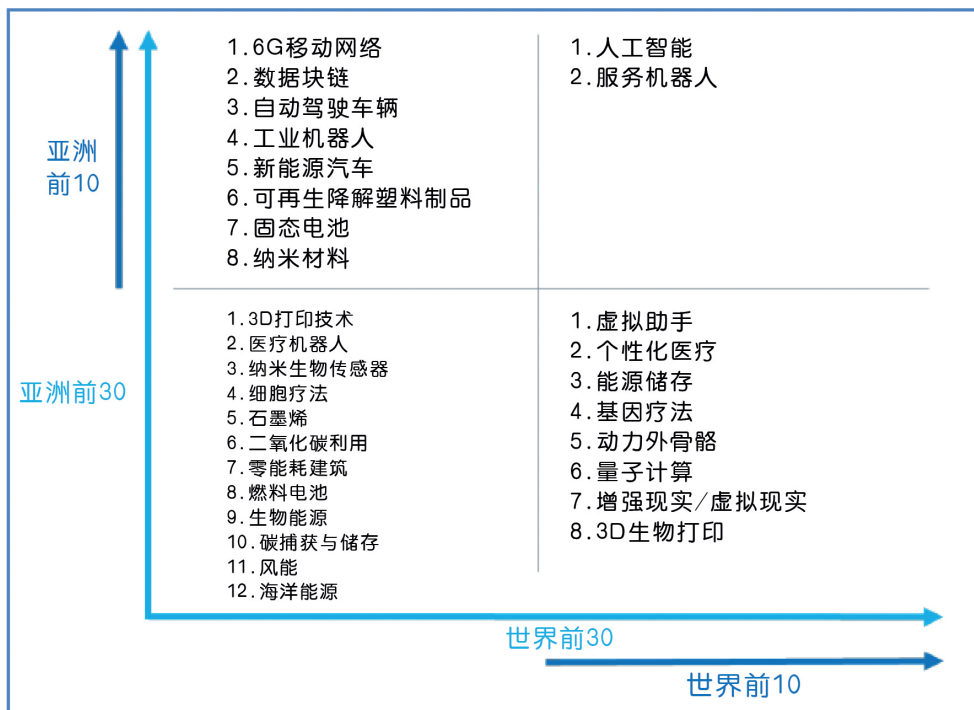 亚洲
前10
1.6G移动网络
2.数据块链
3.自动驾驶车辆
4.工业机器人
5.新能源汽车
6.可再生降解塑料制品
7.固态电池
8.纳米材料
1.人工智能
2.服务机器人
亚洲前30
1.3D打印技术
2.医疗机器人
3.纳米生物传感器
4.细胞疗法
5.石墨烯
6.二氧化碳利用
7.零能耗建筑
8.燃料电池
9.生物能源
10.碳捕获与储存
11.风能
12.海洋能源
1.虚拟助手
2.个性化医疗
3.能源储存
4.基因疗法
5.动力外骨骼
6.量子计算
7.增强现实/虚拟现实
8.3D生物打印
世界前30
世界前10